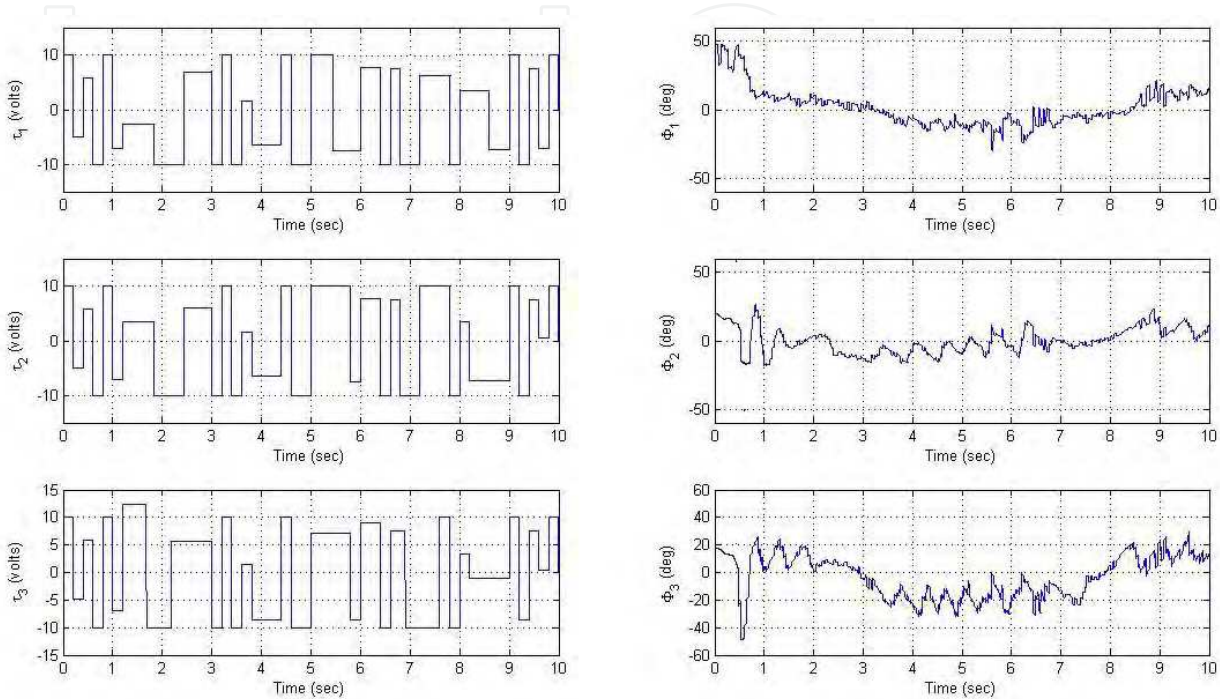 10
0
-10
τ1 (volts)
0 1 2 3 4 5 6 7 8 9 10
Time (sec)
50
0
-50
Φ1 (deg)
0 1 2 3 4 5 6 7 8 9 10
Time (sec)
10
0
-10
τ2 (volts)
0 1 2 3 4 5 6 7 8 9 10
Time (sec)
50
0
-50
Φ2 (deg)
0 1 2 3 4 5 6 7 8 9 10
Time (sec)
15
10
5
0
-5
-10
-15
τ3 (volts)
0 1 2 3 4 5 6 7 8 9 10
Time (sec)
60
40
20
0
-20
-40
-60
Φ3 (deg)
0 1 2 3 4 5 6 7 8 9 10
Time (sec)